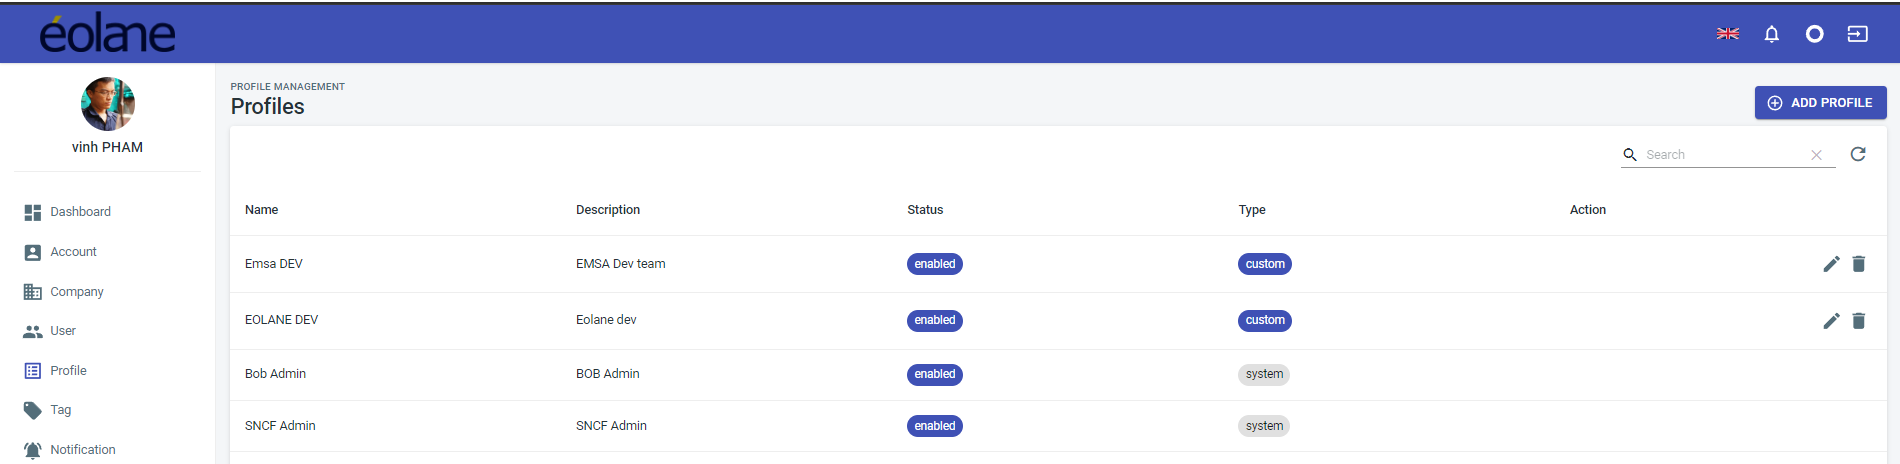 éolane
vinh PHAM
Dashboard
Account
Company
User
Profile
Tag
Notification
PROFILE MANAGEMENT
Profiles
ADD PROFILE
Search
Name Description Status Type Action
Emsa DEV EMSA Dev team enabled custom
EOLANE DEV Eolane dev enabled custom
Bob Admin BOB Admin enabled system
SNCF Admin SNCF Admin enabled system